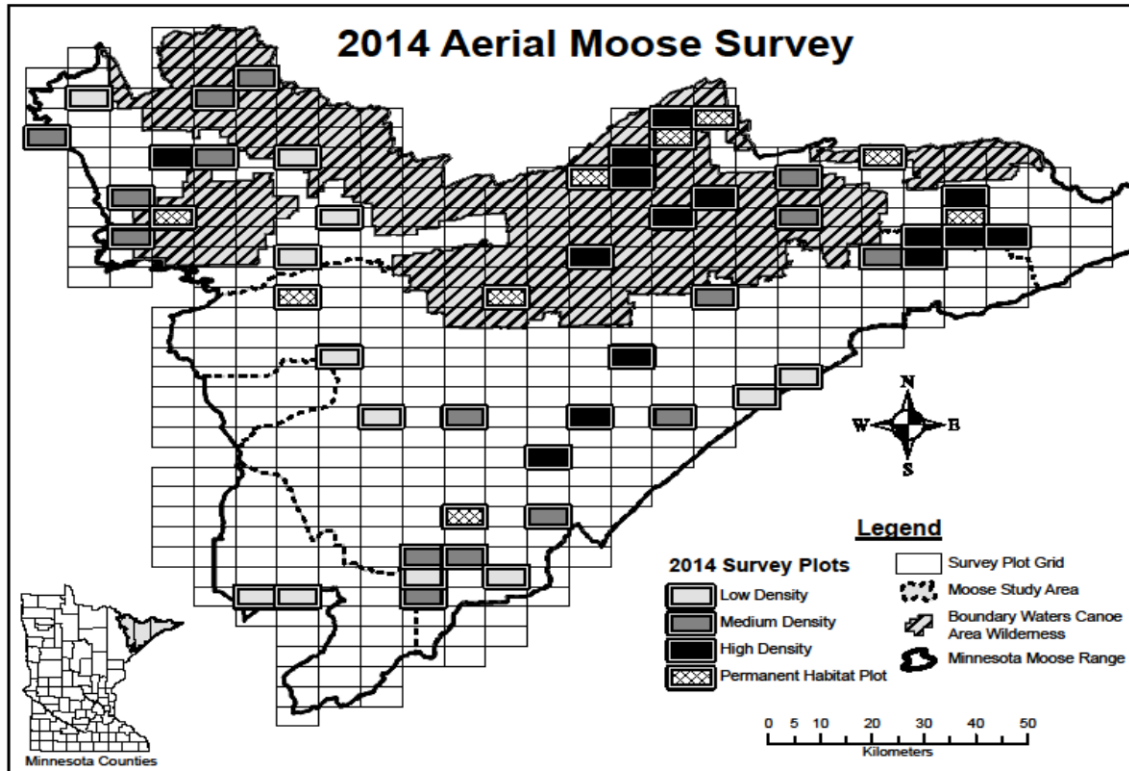 2014 Aerial Moose Survey
N
W
E
S
Legend
2014 Survey Plots
Low Density
Medium Density
High Density
Permanent Habitat Plot
Survey Plot Grid
Moose Study Area
Boundary Waters Canoe
Area Wilderness
Minnesota Moose Range
0 5 10 20 30 40 50
Kilometers
Minnesota Counties